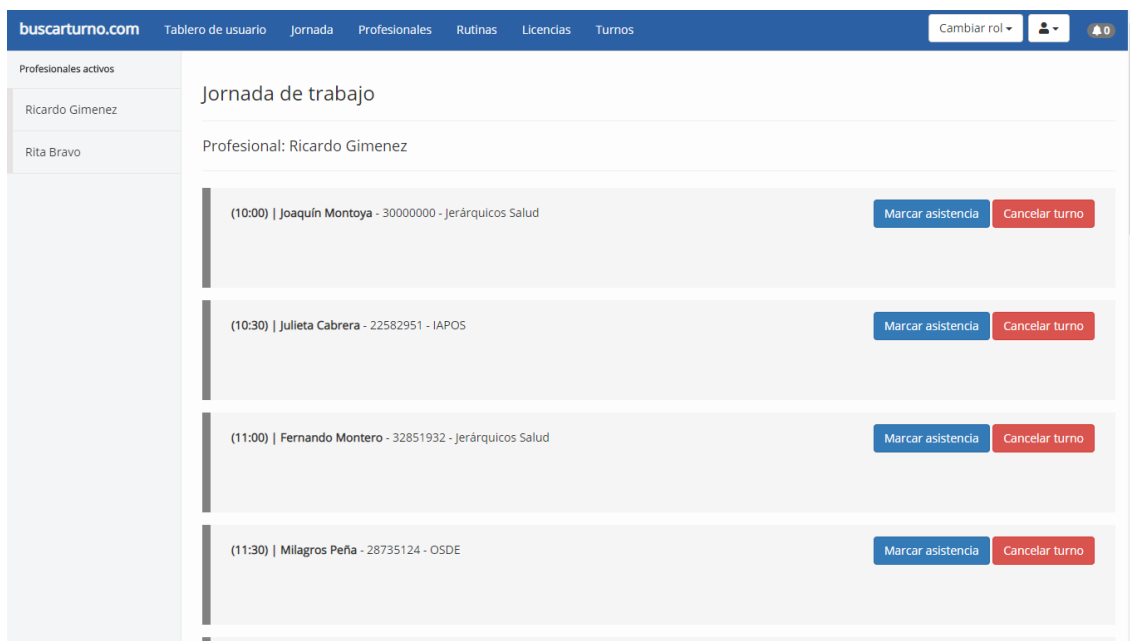 buscarturno.com Tablero de usuario Jornada Profesionales Rutinas Licencias Turnos Cambiar rol 0
Profesionales activos
Ricardo Gimenez
Rita Bravo
Jornada de trabajo
Profesional: Ricardo Gimenez
(10:00) | Joaquín Montoya - 30000000 - Jerárquicos Salud Marcar asistencia Cancelar turno
(10:30) | Julieta Cabrera - 22582951 - IAPOS Marcar asistencia Cancelar turno
(11:00) | Fernando Montero - 32851932 - Jerárquicos Salud Marcar asistencia Cancelar turno
(11:30) | Milagros Peña - 28735124 - OSDE Marcar asistencia Cancelar turno